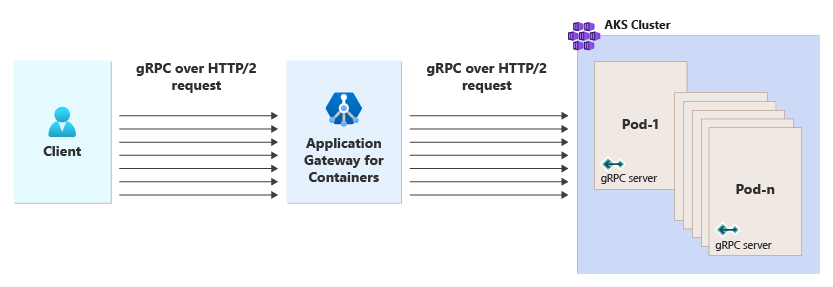 AKS Cluster
gRPC over HTTP/2
request
gRPC over HTTP/2
request
Client
Application
Gateway for
Containers
Pod-1
gRPC server
Pod-n
gRPC server